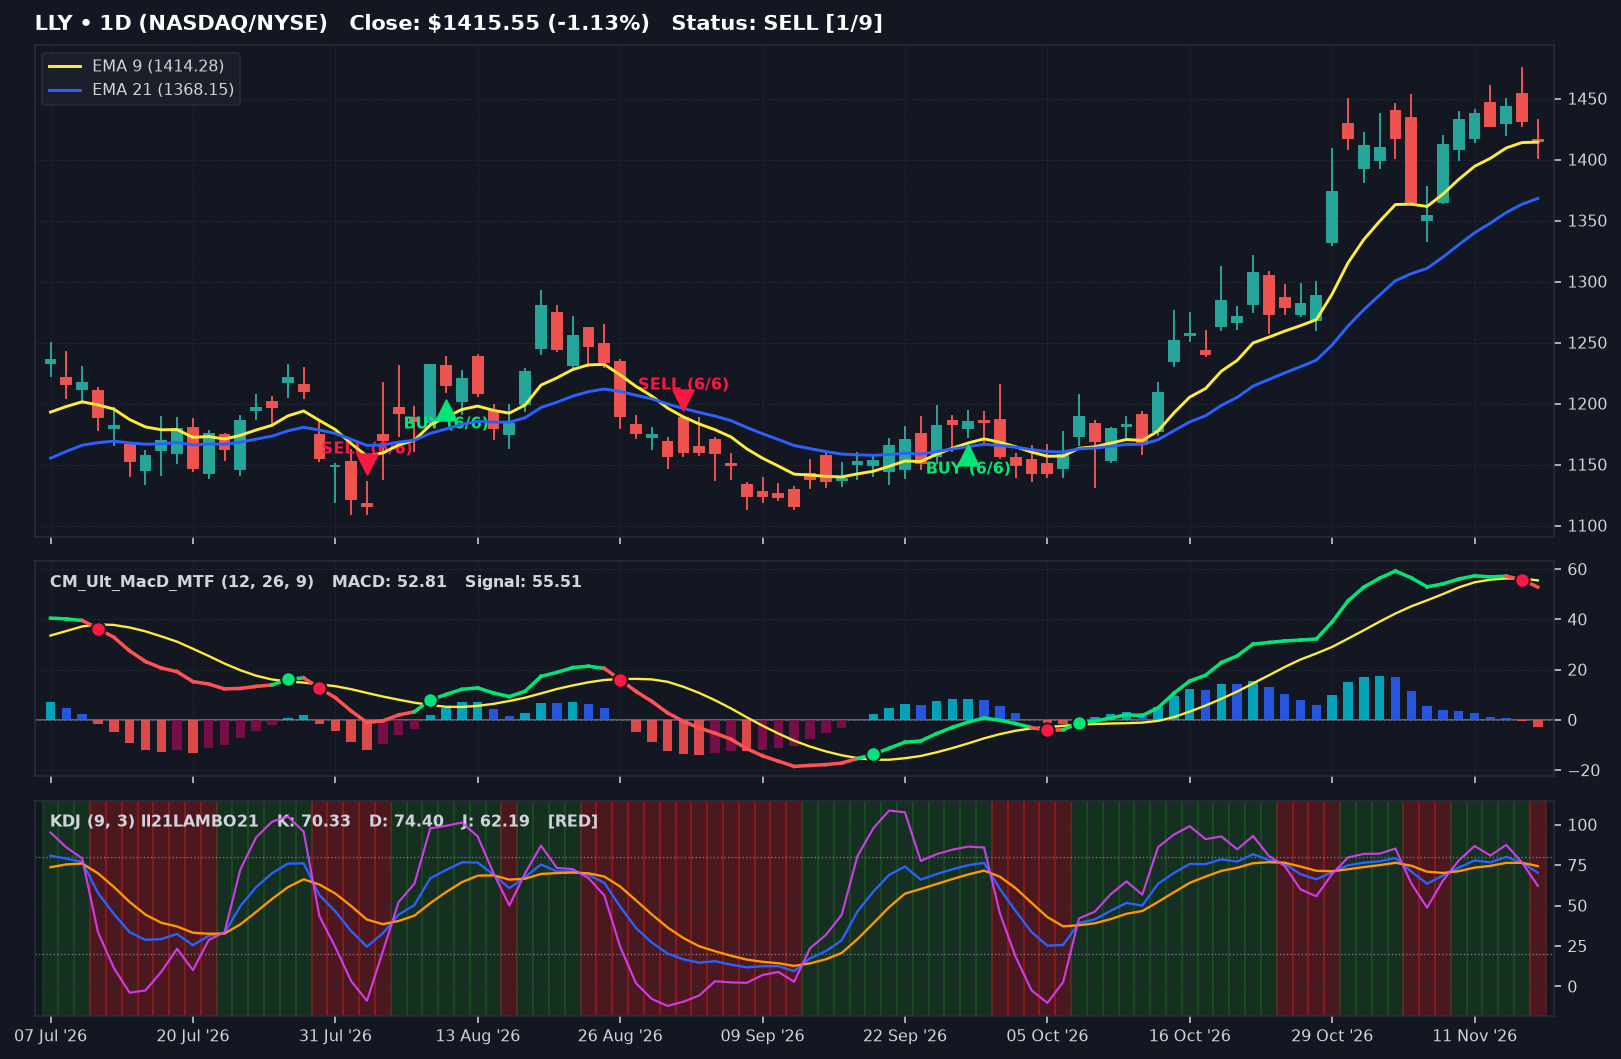 LLY • 1D (NASDAQ/NYSE)   Close: $1415.55 (-1.13%)   Status: SELL [1/9]
EMA 9 (1414.28)
EMA 21 (1368.15)
1450
1400
1350
1300
1250
1200
1150
1100
SELL (6/6)
BUY (6/6)
SELL (6/6)
BUY (6/6)
CM_Ult_MacD_MTF (12, 26, 9)   MACD: 52.81   Signal: 55.51
60
40
20
0
−20
KDJ (9, 3) II21LAMBO21   K: 70.33   D: 74.40   J: 62.19   [RED]
100
75
50
25
0
07 Jul '26
20 Jul '26
31 Jul '26
13 Aug '26
26 Aug '26
09 Sep '26
22 Sep '26
05 Oct '26
16 Oct '26
29 Oct '26
11 Nov '26